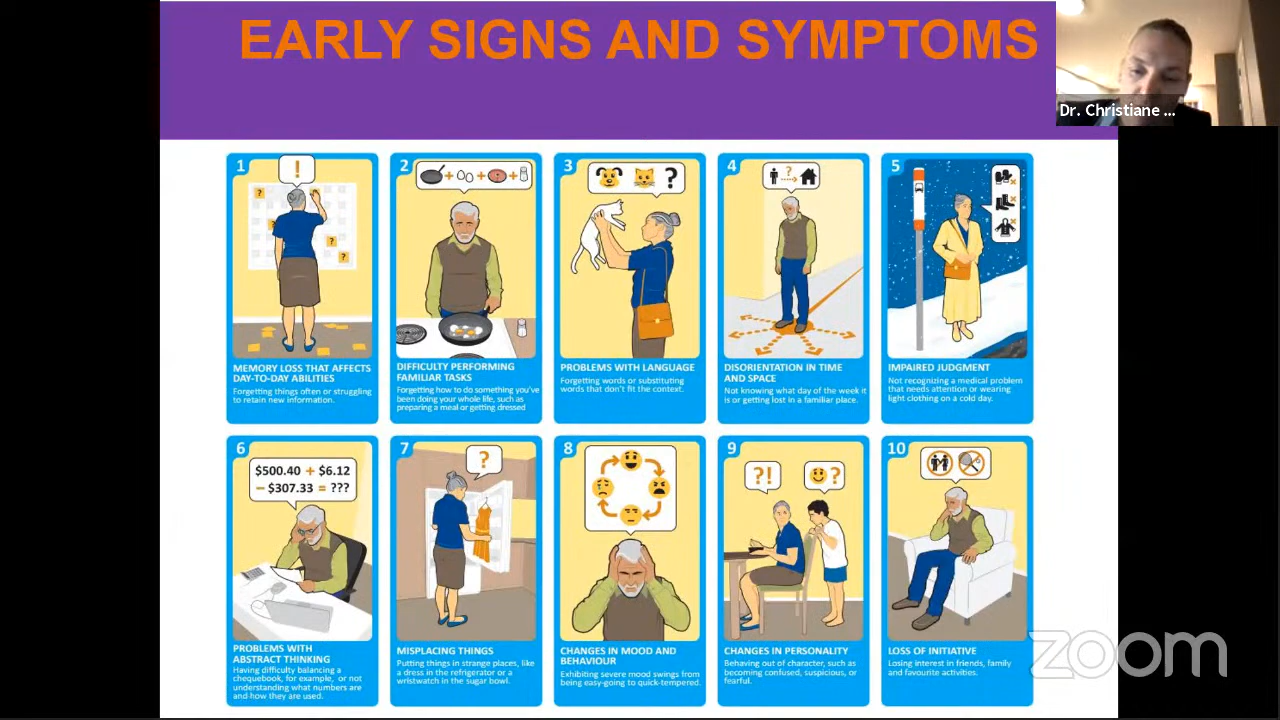 EARLY SIGNS AND SYMPTOMS
Dr. Christiane ...
1
!
?
?
?
?
MEMORY LOSS THAT AFFECTS
DAY-TO-DAY ABILITIES
Forgetting things often or struggling
to retain new information.
2
+ + +
DIFFICULTY PERFORMING
FAMILIAR TASKS
Forgetting how to do something you've
been doing your whole life, such as
preparing a meal or getting dressed
3
?
PROBLEMS WITH LANGUAGE
Forgetting words or substituting
words that don't fit the context.
4
?
DISORIENTATION IN TIME
AND SPACE
Not knowing what day of the week it
is or getting lost in a familiar place.
5
IMPAIRED JUDGMENT
Not recognizing a medical problem
that needs attention or wearing
light clothing on a cold day.
6
$500.40 + $6.12
– $307.33 = ???
PROBLEMS WITH
ABSTRACT THINKING
Having difficulty balancing a
chequebook, for example, or not
understanding what numbers are
and how they are used.
7
?
MISPLACING THINGS
Putting things in strange places, like
a dress in the refrigerator or a
wristwatch in the sugar bowl.
8
CHANGES IN MOOD AND
BEHAVIOUR
Exhibiting severe mood swings from
being easy-going to quick-tempered.
9
?!
?
CHANGES IN PERSONALITY
Behaving out of character, such as
becoming confused, suspicious, or
fearful.
10
LOSS OF INITIATIVE
Losing interest in friends, family
and favourite activities.
zoom